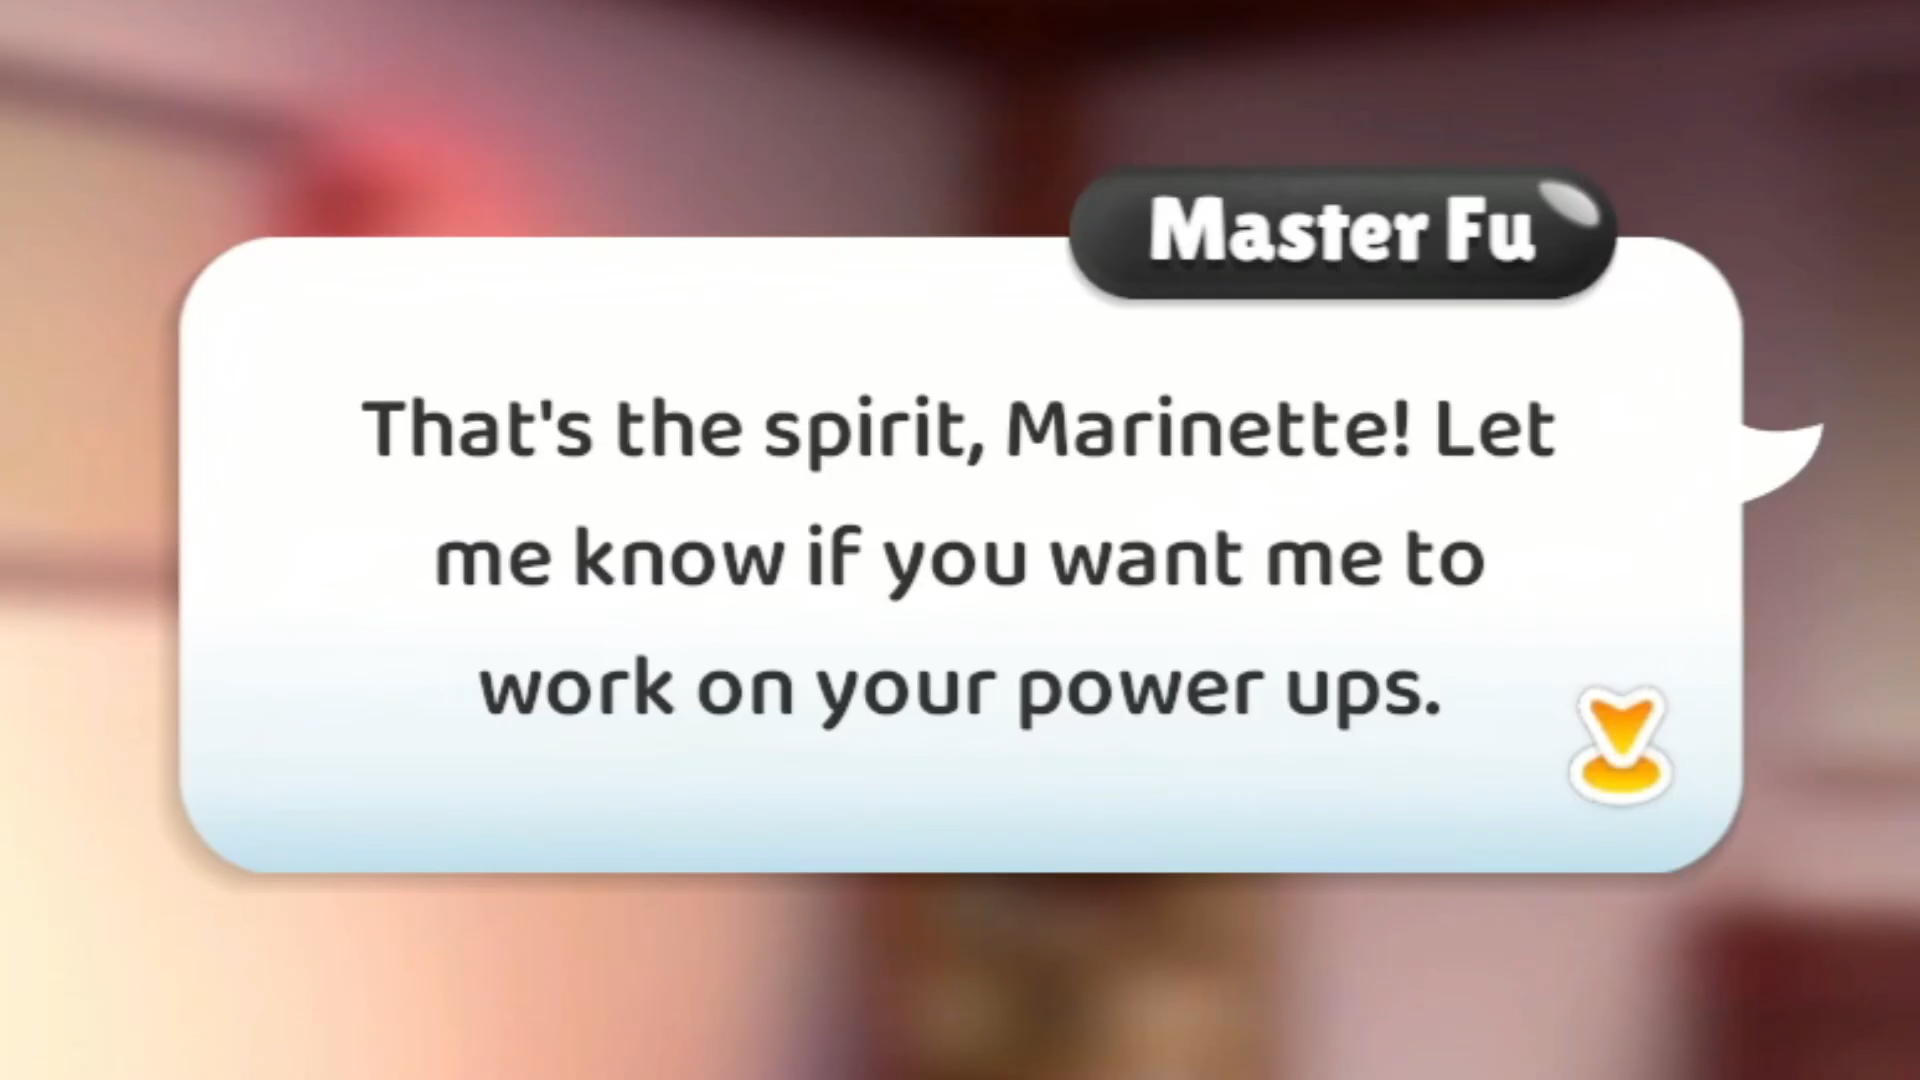 Master Fu
That's the spirit, Marinette! Let
me know if you want me to
work on your power ups.